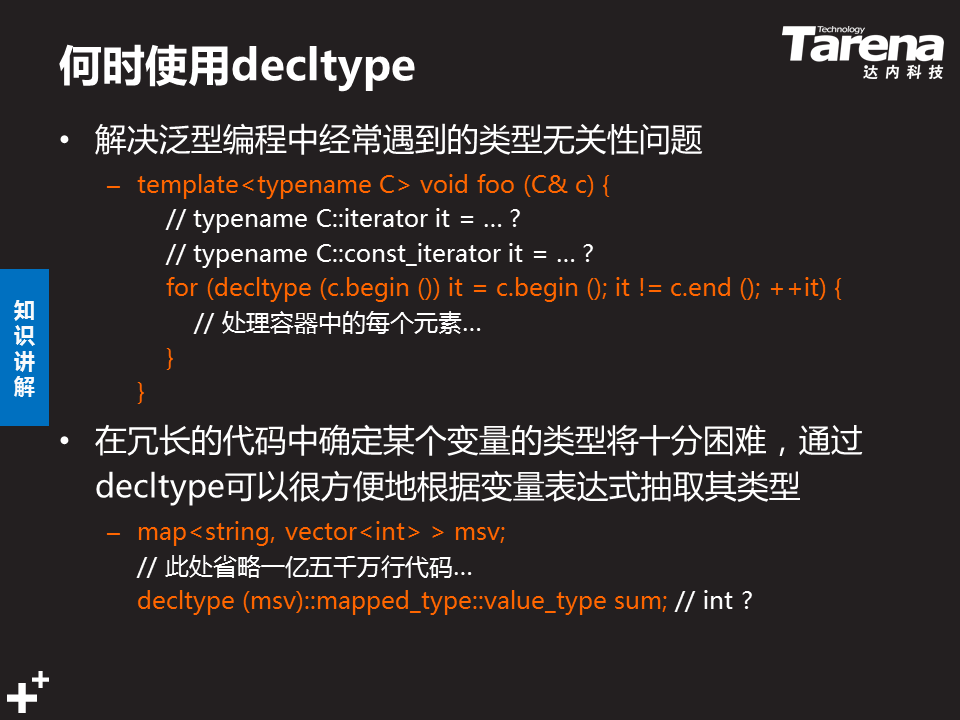 何时使用decltype
Technology
Tarena
达内科技
• 解决泛型编程中经常遇到的类型无关性问题
– template<typename C> void foo (C& c) {
// typename C::iterator it = … ?
// typename C::const_iterator it = … ?
for (decltype (c.begin ()) it = c.begin (); it != c.end (); ++it) {
// 处理容器中的每个元素…
}
}
知识讲解
• 在冗长的代码中确定某个变量的类型将十分困难，通过
decltype可以很方便地根据变量表达式抽取其类型
– map<string, vector<int> > msv;
// 此处省略一亿五千万行代码…
decltype (msv)::mapped_type::value_type sum; // int ?